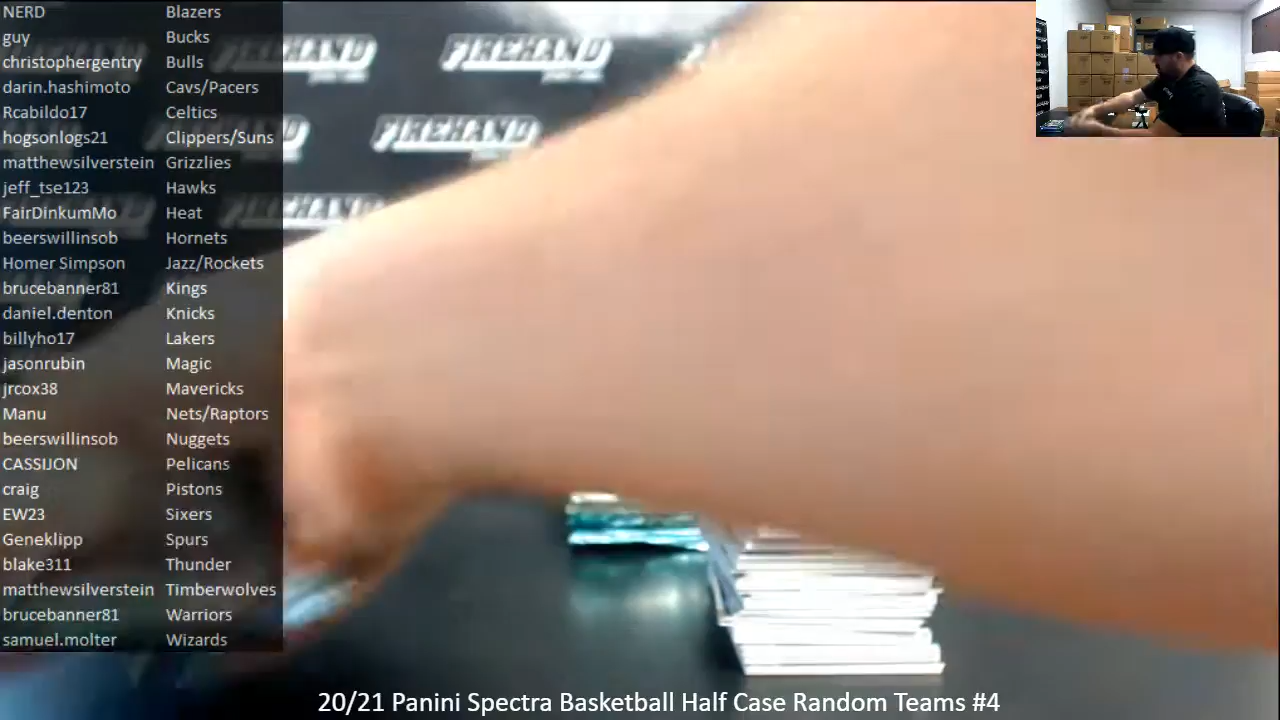 NERD Blazers
guy Bucks
christophergentry Bulls
darin.hashimoto Cavs/Pacers
Rcabildo17 Celtics
hogsonlogs21 Clippers/Suns
matthewsilverstein Grizzlies
jeff_tse123 Hawks
FairDinkumMo Heat
beerswillinsob Hornets
Homer Simpson Jazz/Rockets
brucebanner81 Kings
daniel.denton Knicks
billyho17 Lakers
jasonrubin Magic
jrcox38 Mavericks
Manu Nets/Raptors
beerswillinsob Nuggets
CASSIJON Pelicans
craig Pistons
EW23 Sixers
Geneklipp Spurs
blake311 Thunder
matthewsilverstein Timberwolves
brucebanner81 Warriors
samuel.molter Wizards
FIREHAND FIREHAND
FIREHAND
FIREHAND
20/21 Panini Spectra Basketball Half Case Random Teams #4